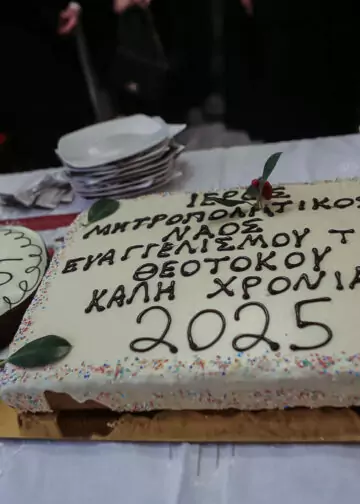 ΙΕΡΟΣ
ΜΗΤΡΟΠΟΛΙΤΙΚΟΣ
ΝΑΟΣ
ΕΥΑΓΓΕΛΙΣΜΟΥ Τ
ΘΕΟΤΟΚΟΥ
ΚΑΛΗ ΧΡΟΝΙΑ
2025